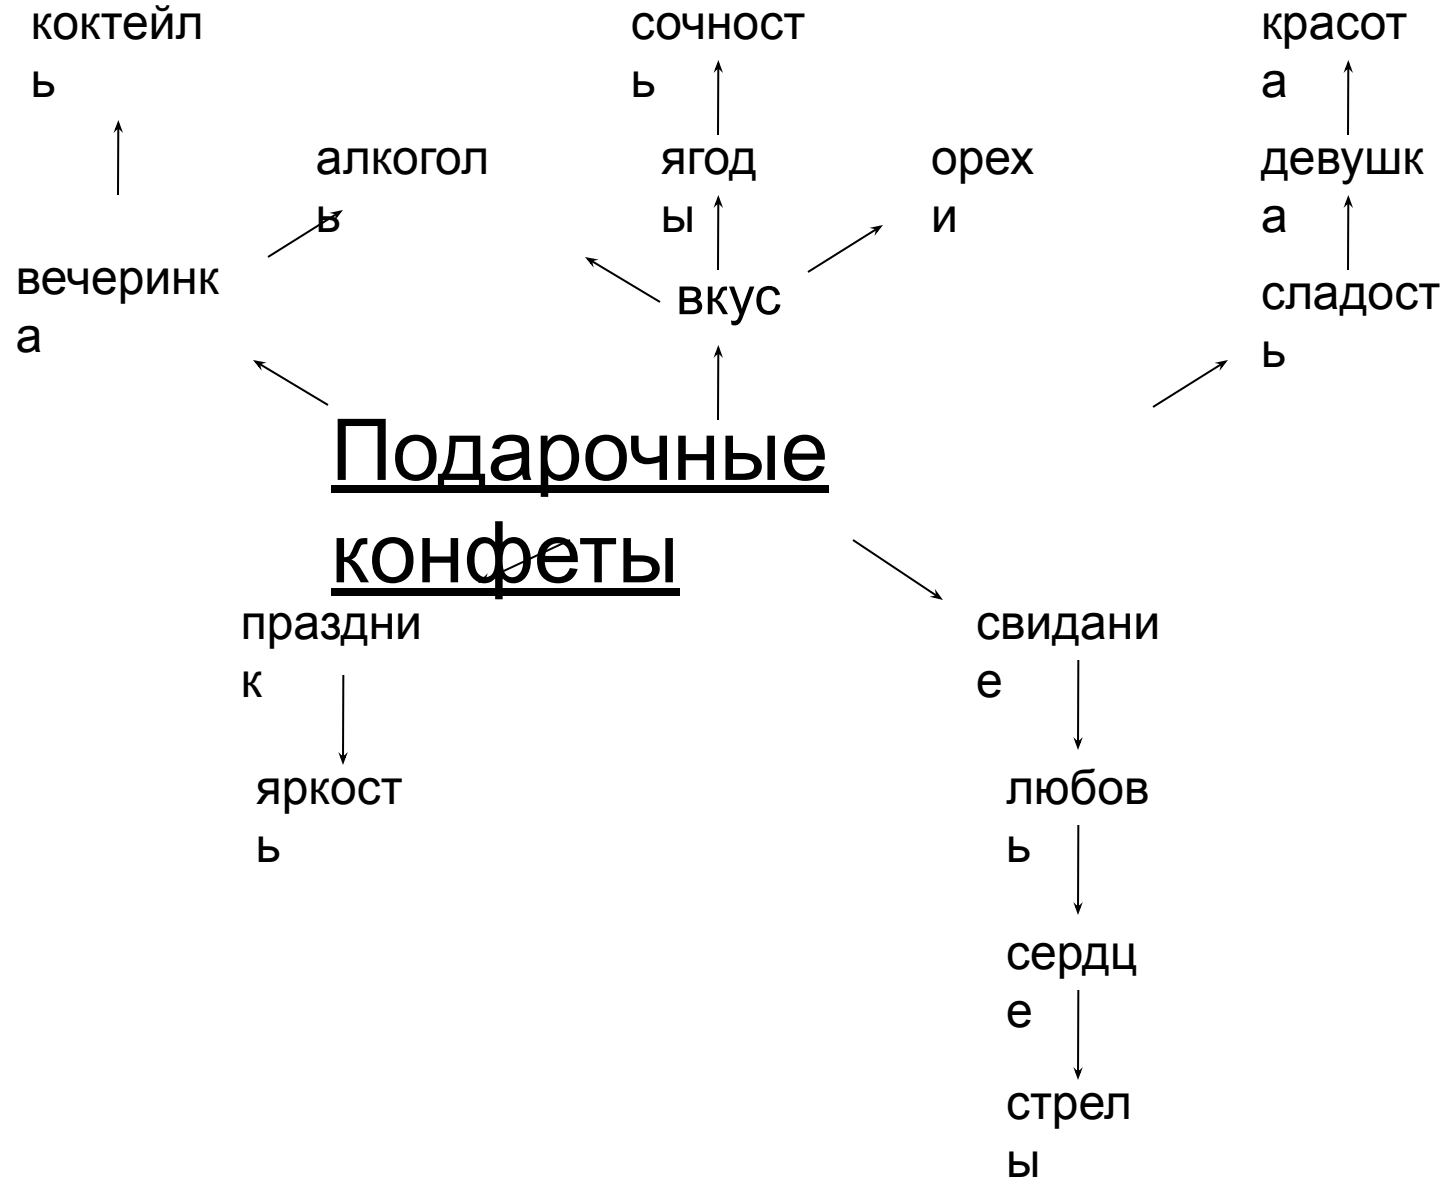 коктейл
ь
сочност
ь
красот
а
алкогол
ь
ягод
ы
орех
и
девушк
а
вечеринк
а
вкус
сладост
ь
Подарочные
конфеты
праздни
к
свидани
е
яркост
ь
любов
ь
сердц
е
стрел
ы